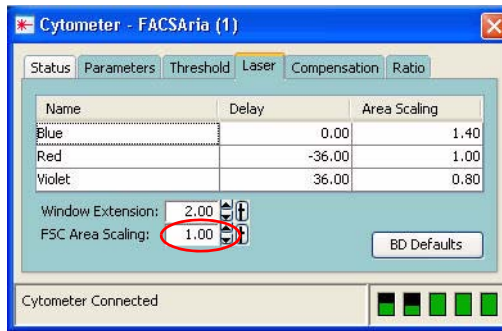 Cytometer - FACSAria (1)
Status Parameters Threshold Laser Compensation Ratio
Name Delay Area Scaling
Blue 0.00 1.40
Red -36.00 1.00
Violet 36.00 0.80
Window Extension: 2.00
FSC Area Scaling: 1.00
BD Defaults
Cytometer Connected